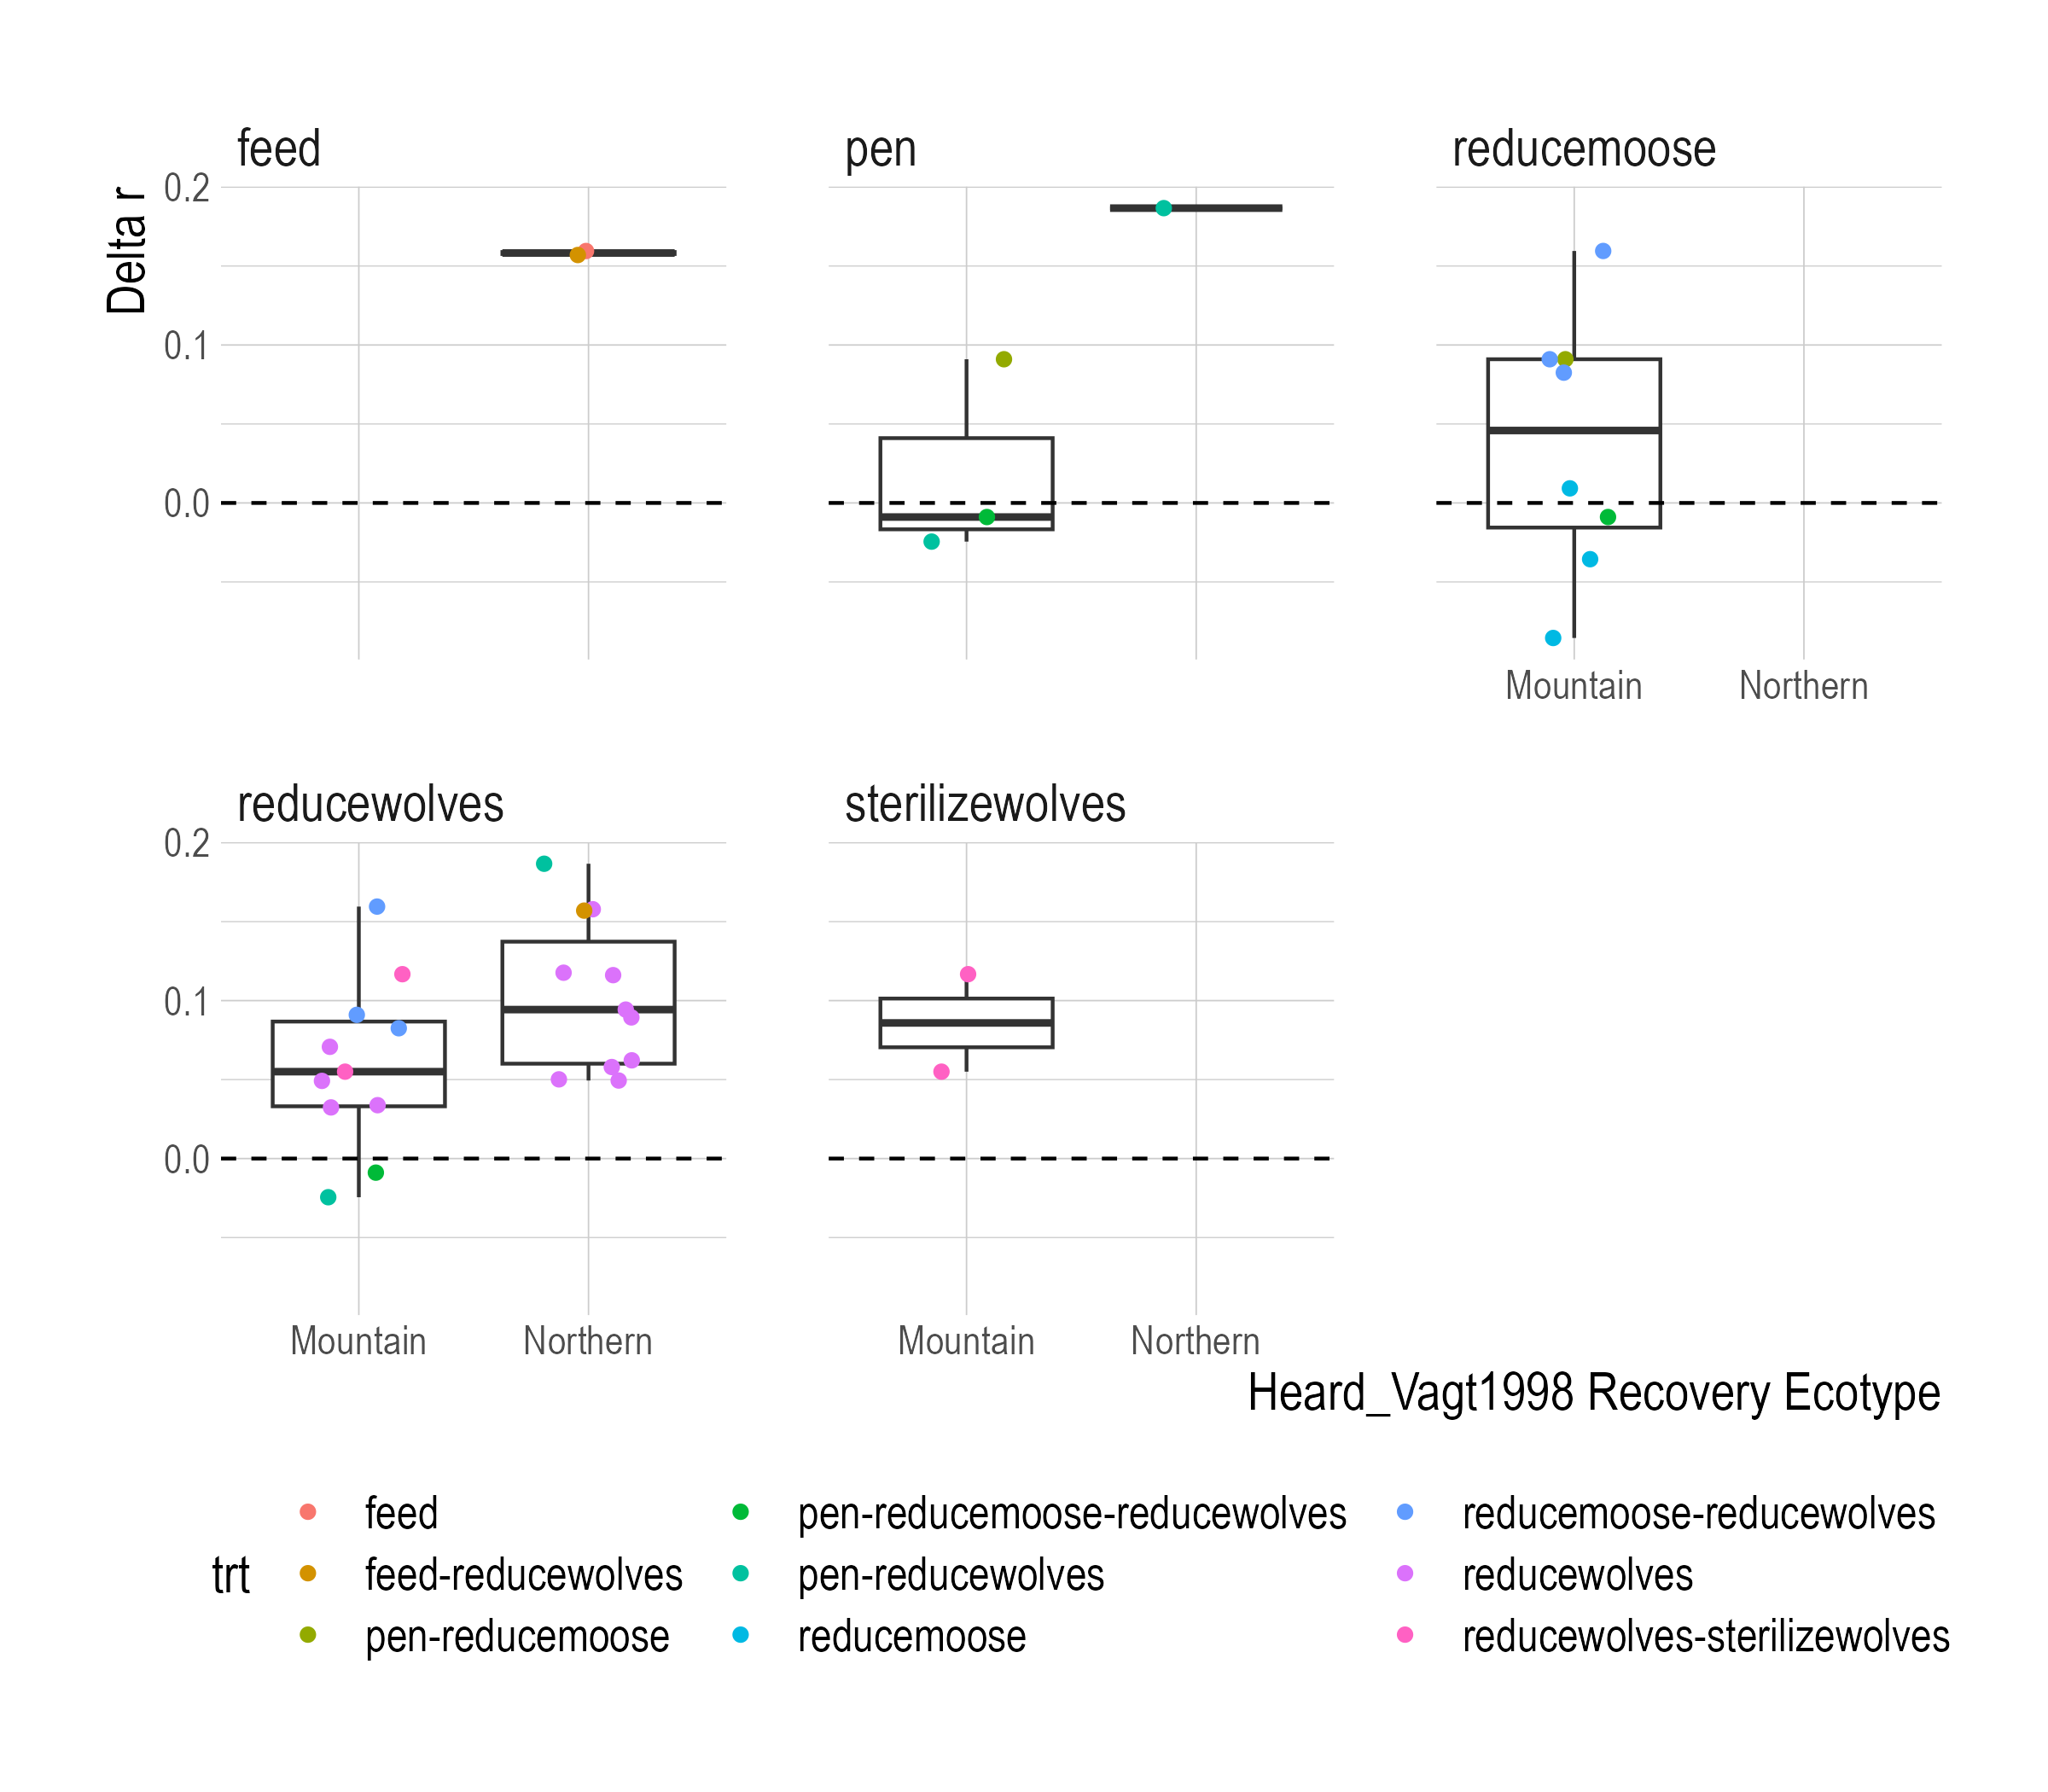 feed
pen
reducemoose
Delta r
0.2
0.1
0.0
Mountain Northern
reducewolves
sterilizewolves
0.2
0.1
0.0
Mountain Northern
Mountain Northern
Heard_Vagt1998 Recovery Ecotype
trt
feed
feed-reducewolves
pen-reducemoose
pen-reducemoose-reducewolves
pen-reducewolves
reducemoose
reducemoose-reducewolves
reducewolves
reducewolves-sterilizewolves